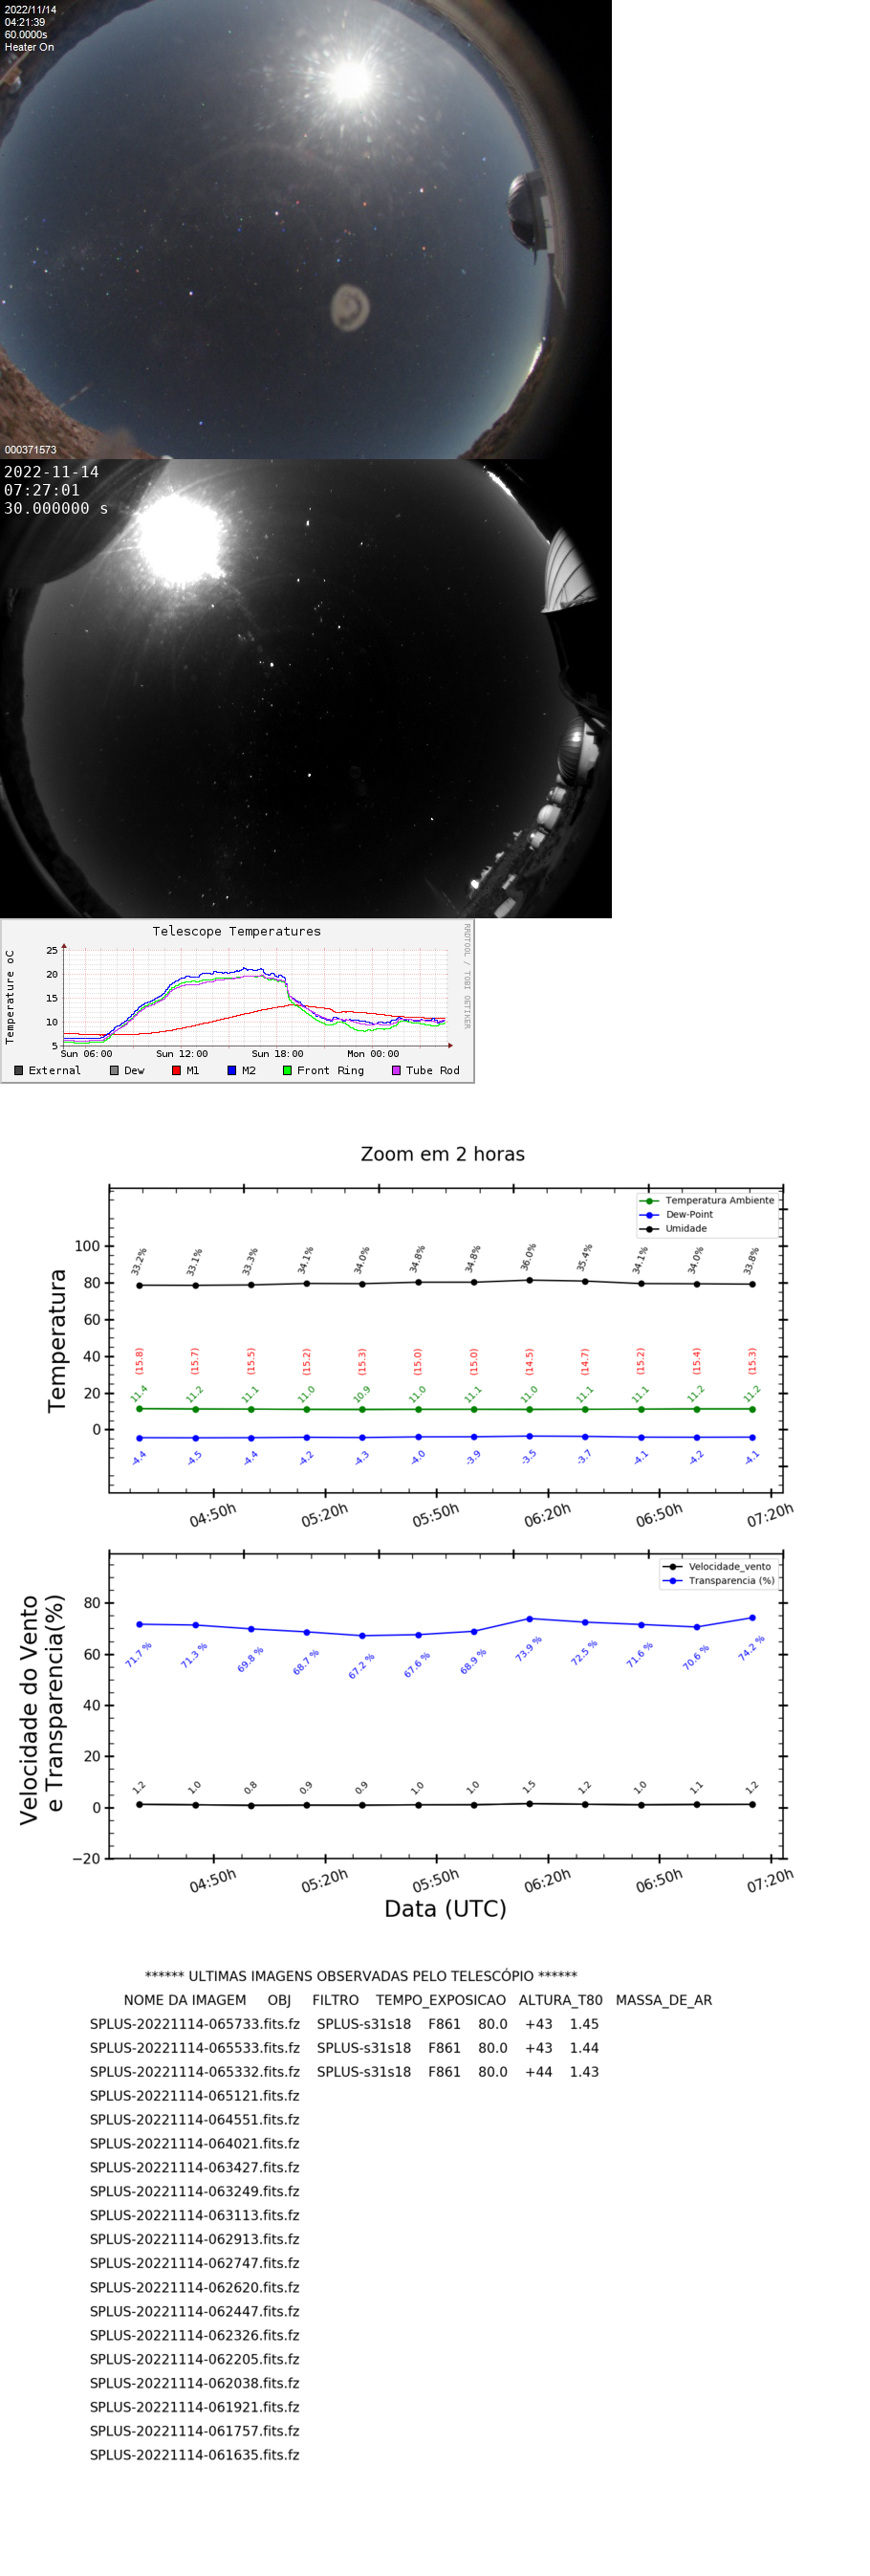 2022/11/14
04:21:39
60.0000s
Heater On
000371573
2022-11-14
07:27:01
30.000000 s
Telescope Temperatures
RRDTOOL / TOBI OETIKER
Temperature oC
25
20
15
10
5
Sun 06:00 Sun 12:00 Sun 18:00 Mon 00:00
External Dew M1 M2 Front Ring Tube Rod
Zoom em 2 horas
Temperatura Ambiente
Dew-Point
Umidade
Temperatura
100
80
60
40
20
0
33.2% 33.1% 33.3% 34.1% 34.0% 34.8% 34.8% 36.0% 35.4% 34.1% 34.0% 33.8%
(15.8) (15.7) (15.5) (15.2) (15.3) (15.0) (15.0) (14.5) (14.7) (15.2) (15.4) (15.3)
11.4 11.2 11.1 11.0 10.9 11.0 11.1 11.0 11.1 11.1 11.2 11.2
-4.4 -4.5 -4.4 -4.2 -4.3 -4.0 -3.9 -3.5 -3.7 -4.1 -4.2 -4.1
04:50h 05:20h 05:50h 06:20h 06:50h 07:20h
Velocidade_vento
Transparencia (%)
Velocidade do Vento
e Transparencia(%)
80
60
40
20
0
−20
71.7 % 71.3 % 69.8 % 68.7 % 67.2 % 67.6 % 68.9 % 73.9 % 72.5 % 71.6 % 70.6 % 74.2 %
1.2 1.0 0.8 0.9 0.9 1.0 1.0 1.5 1.2 1.0 1.1 1.2
04:50h 05:20h 05:50h 06:20h 06:50h 07:20h
Data (UTC)
****** ULTIMAS IMAGENS OBSERVADAS PELO TELESCÓPIO ******
NOME DA IMAGEM OBJ FILTRO TEMPO_EXPOSICAO ALTURA_T80 MASSA_DE_AR
SPLUS-20221114-065733.fits.fz SPLUS-s31s18 F861 80.0 +43 1.45
SPLUS-20221114-065533.fits.fz SPLUS-s31s18 F861 80.0 +43 1.44
SPLUS-20221114-065332.fits.fz SPLUS-s31s18 F861 80.0 +44 1.43
SPLUS-20221114-065121.fits.fz
SPLUS-20221114-064551.fits.fz
SPLUS-20221114-064021.fits.fz
SPLUS-20221114-063427.fits.fz
SPLUS-20221114-063249.fits.fz
SPLUS-20221114-063113.fits.fz
SPLUS-20221114-062913.fits.fz
SPLUS-20221114-062747.fits.fz
SPLUS-20221114-062620.fits.fz
SPLUS-20221114-062447.fits.fz
SPLUS-20221114-062326.fits.fz
SPLUS-20221114-062205.fits.fz
SPLUS-20221114-062038.fits.fz
SPLUS-20221114-061921.fits.fz
SPLUS-20221114-061757.fits.fz
SPLUS-20221114-061635.fits.fz